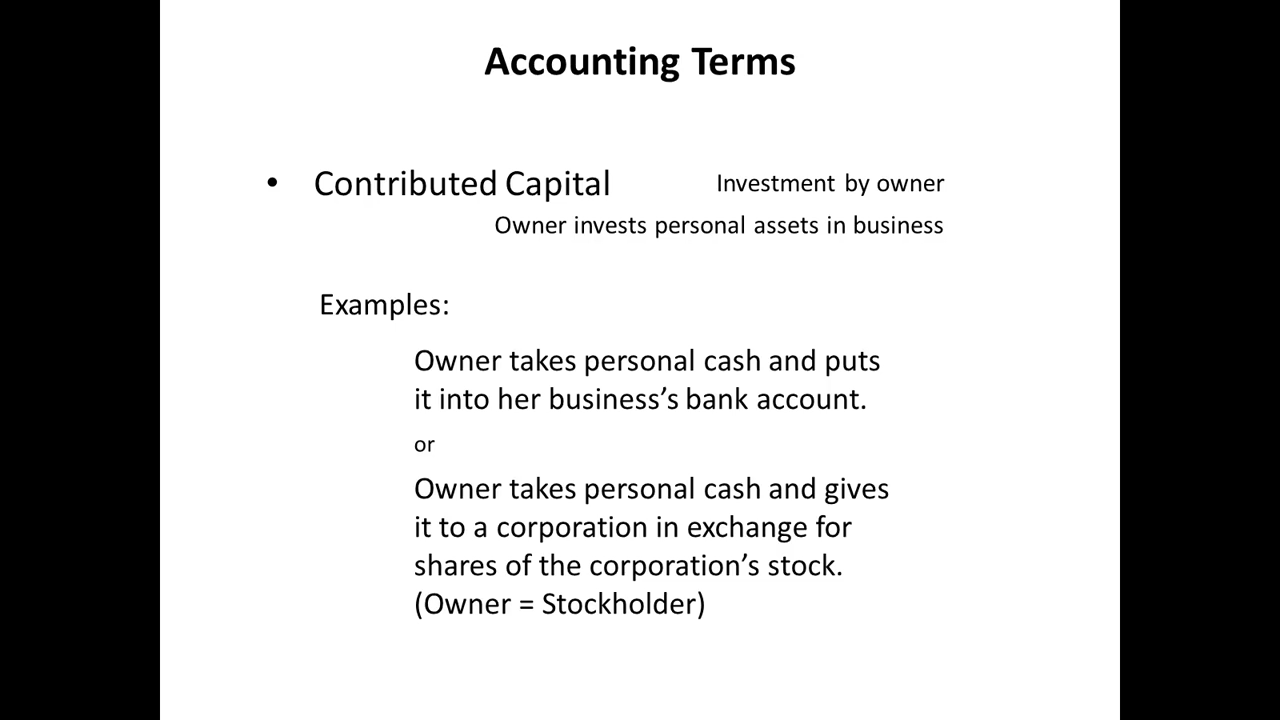 Accounting Terms
• Contributed Capital Investment by owner
Owner invests personal assets in business
Examples:
Owner takes personal cash and puts
it into her business’s bank account.
or
Owner takes personal cash and gives
it to a corporation in exchange for
shares of the corporation’s stock.
(Owner = Stockholder)